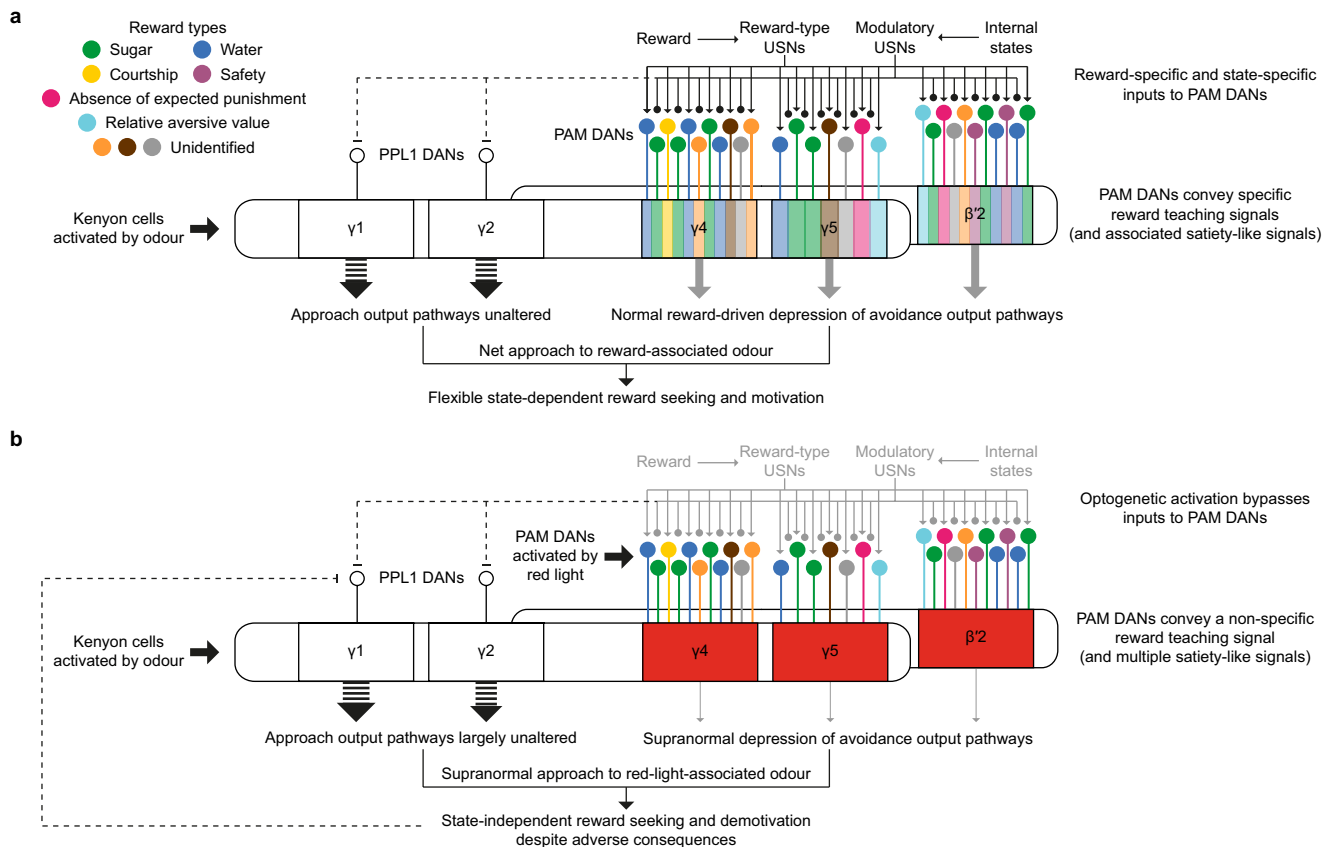 a
Reward types
Sugar
Water
Courtship
Safety
Absence of expected punishment
Relative aversive value
Unidentified
Reward
Reward-type
USNs
Modulatory
USNs
Internal
states
Reward-specific and state-specific
inputs to PAM DANs
PAM DANs
PPL1 DANs
Kenyon cells
activated by odour
γ1
γ2
γ4
γ5
β'2
PAM DANs convey specific
reward teaching signals
(and associated satiety-like signals)
Approach output pathways unaltered
Normal reward-driven depression of avoidance output pathways
Net approach to reward-associated odour
Flexible state-dependent reward seeking and motivation
b
Reward
Reward-type
USNs
Modulatory
USNs
Internal
states
Optogenetic activation bypasses
inputs to PAM DANs
PAM DANs
activated by
red light
PPL1 DANs
Kenyon cells
activated by odour
γ1
γ2
γ4
γ5
β'2
PAM DANs convey a non-specific
reward teaching signal
(and multiple satiety-like signals)
Approach output pathways largely unaltered
Supranormal depression of avoidance output pathways
Supranormal approach to red-light-associated odour
State-independent reward seeking and demotivation
despite adverse consequences